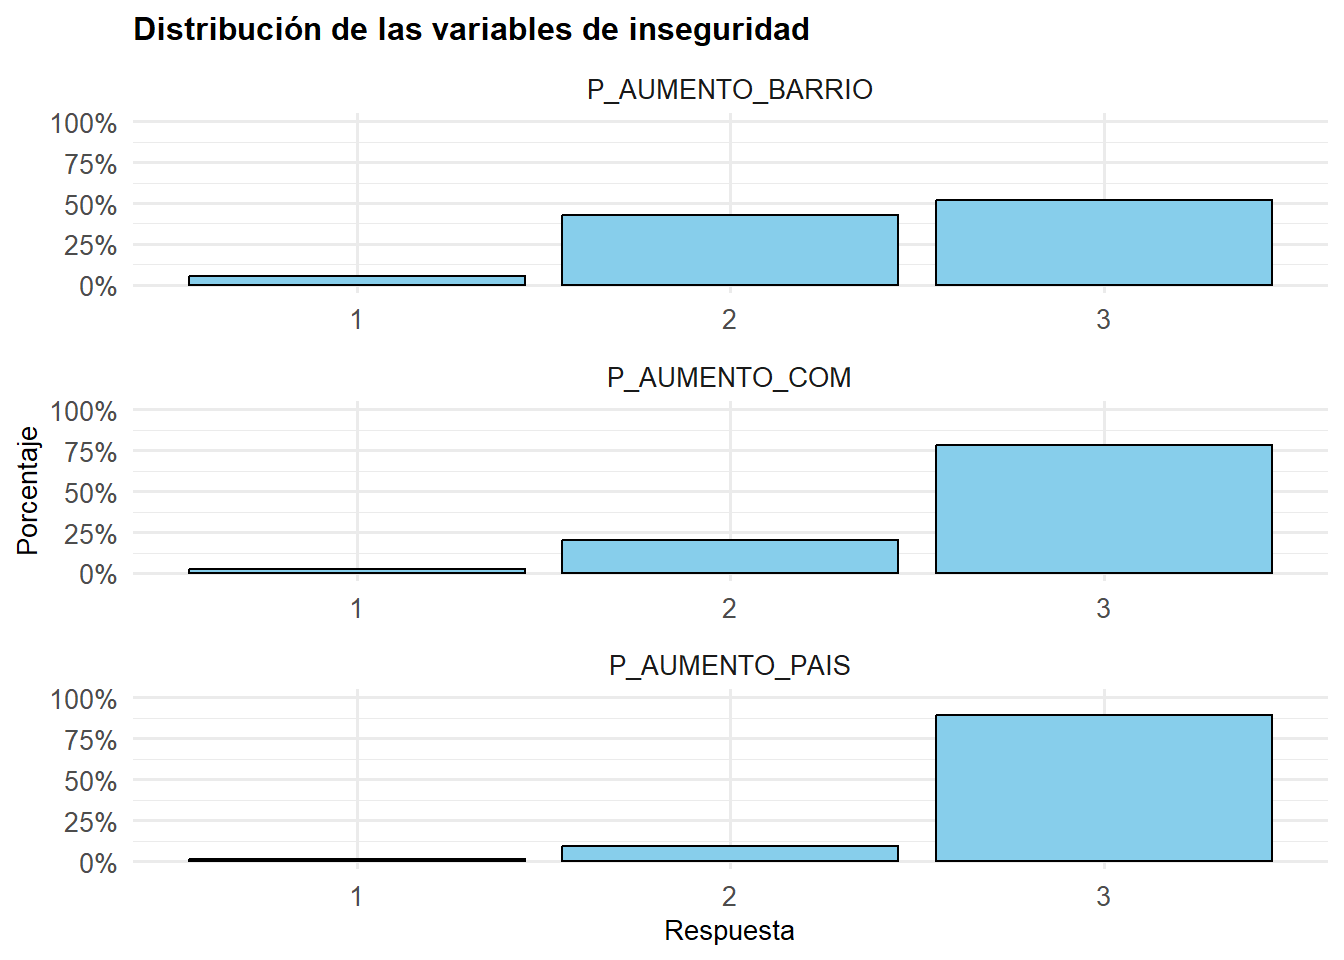 Distribución de las variables de inseguridad
P_AUMENTO_BARRIO
100%
75%
50%
25%
0%
1 2 3
P_AUMENTO_COM
100%
75%
50%
25%
0%
1 2 3
Porcentaje
P_AUMENTO_PAIS
100%
75%
50%
25%
0%
1 2 3
Respuesta